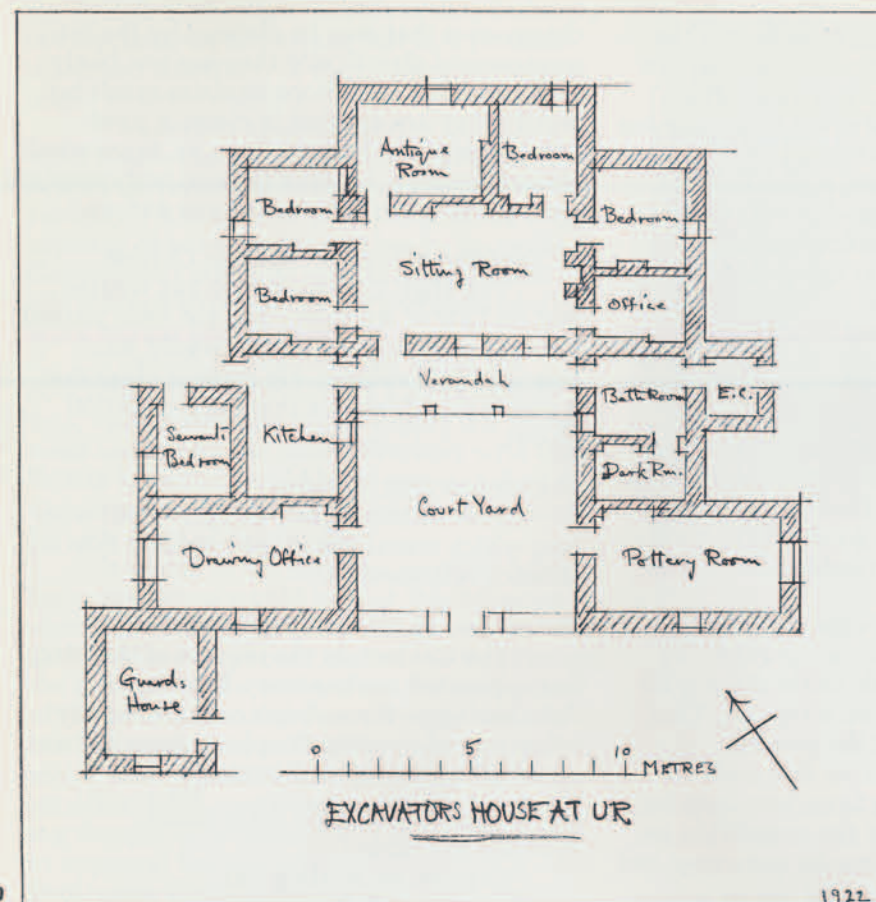 Antique
Room
Bedroom
Bedroom
Bedroom
Sitting Room
Bedroom
Office
Verandah
Bath Room
E.C.
Servants
Bedroom
Kitchen
Dark Rm.
Court Yard
Drawing Office
Pottery Room
Guards
House
0 5 10 METRES
EXCAVATORS HOUSE AT UR
1922